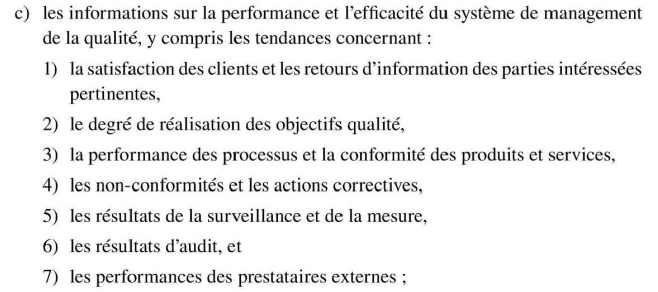 c) les informations sur la performance et l’efficacité du système de management
de la qualité, y compris les tendances concernant :
1) la satisfaction des clients et les retours d’information des parties intéressées
pertinentes,
2) le degré de réalisation des objectifs qualité,
3) la performance des processus et la conformité des produits et services,
4) les non-conformités et les actions correctives,
5) les résultats de la surveillance et de la mesure,
6) les résultats d’audit, et
7) les performances des prestataires externes ;